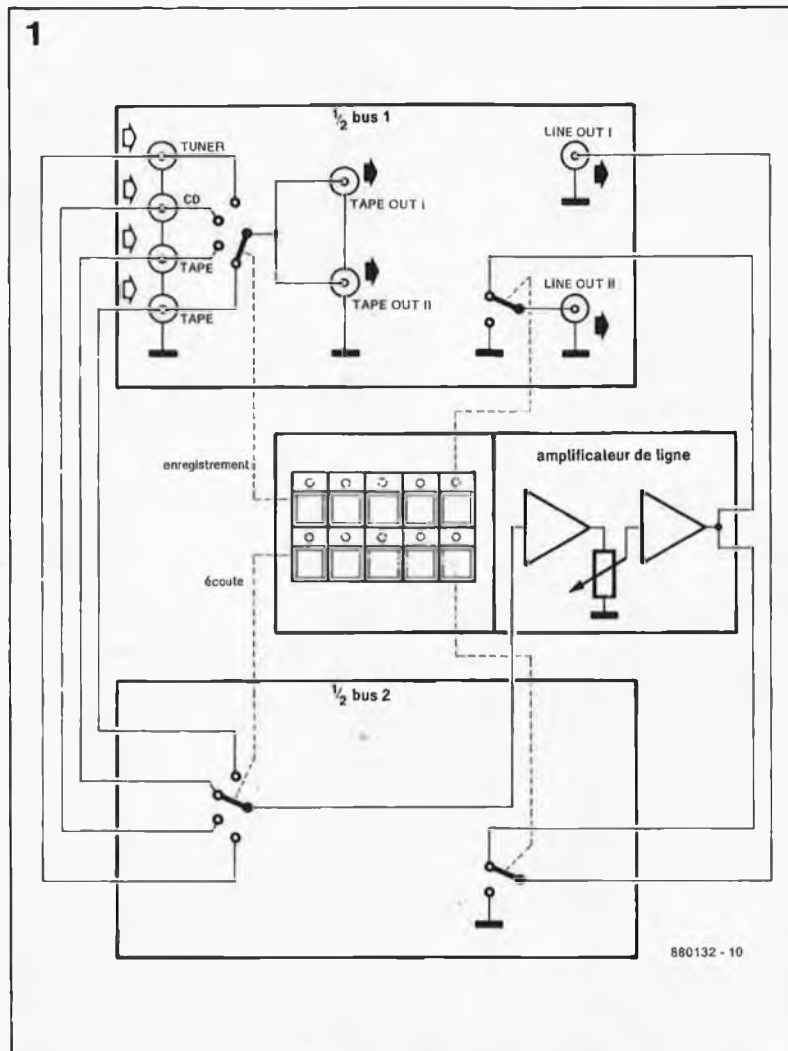 1
½ bus 1
TUNER
CD
TAPE
TAPE
TAPE OUT I
TAPE OUT II
LINE OUT I
LINE OUT II
enregistrement
écoute
amplificateur de ligne
½ bus 2
880132 - 10